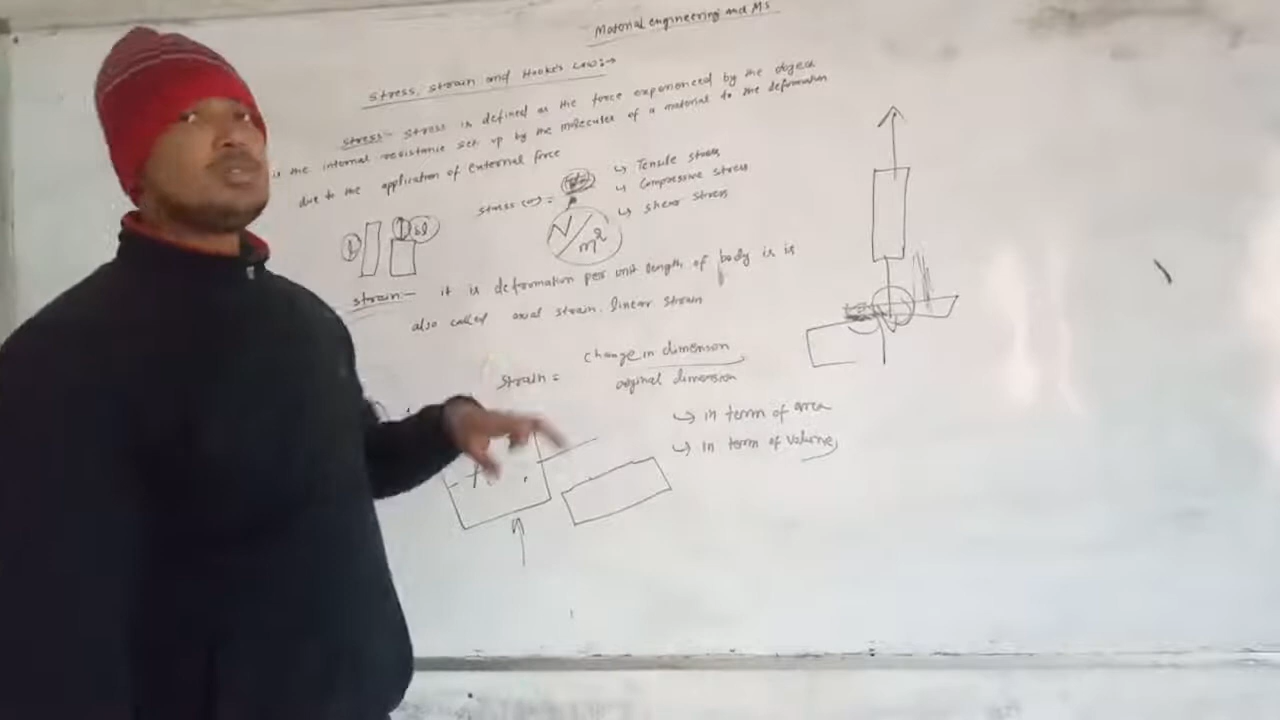 Material engineering and MS
Stress, strain and Hooke's Law:→
Stress - Stress is defined as the force experienced by the object
is the internal resistance set up by the molecules of a material to the deformation
due to the application of external force
↳ Tensile stress
Stress (σ) =
↳ Compressive stress
↳ shear stress
N/m²
strain - it is deformation per unit length of body is is
also called axial strain. linear strain
Strain = change in dimension
original dimension
↳ in term of area
↳ in term of volume